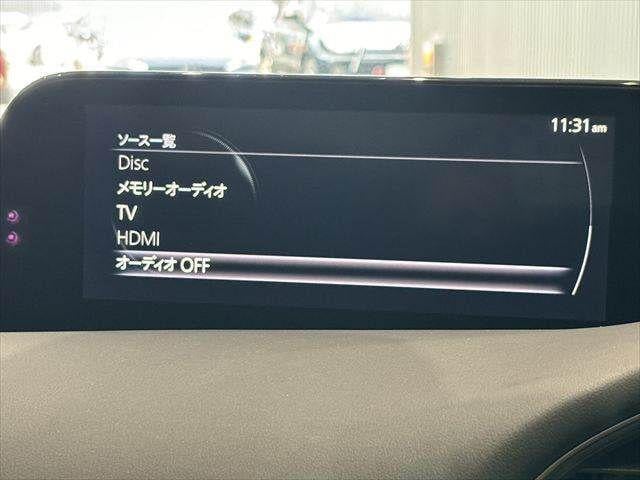 11:31am
ソース一覧
Disc
メモリーオーディオ
TV
HDMI
オーディオ OFF